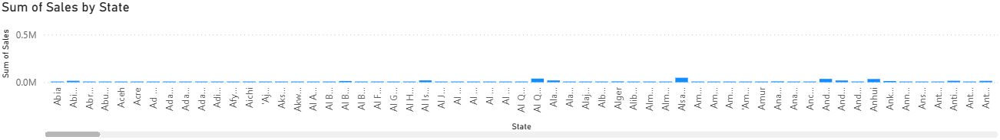 Sum of Sales by State
Sum of Sales
0.5M
0.0M
Abia
Abi...
Abr...
Abu...
Aceh
Acre
Ad ...
Ada...
Ada...
Ada...
Adi...
Afy...
Aichi
'Aj...
Aks...
Akw...
Al A...
Al B...
Al B...
Al B...
Al F...
Al G...
Al H...
Al Is...
Al J...
Al ...
Al ...
Al ...
Al ...
Al Q...
Al Q...
Ala...
Ala...
Alaj...
Alb...
Alger
Alib...
Alm...
Alm...
Alsa...
Am...
Am...
Am...
'Am...
Amur
Ana...
Ana...
Anc...
And...
And...
And...
Anhui
Ank...
Ann...
Ans...
Ant...
Anti...
Ant...
Ant...
State